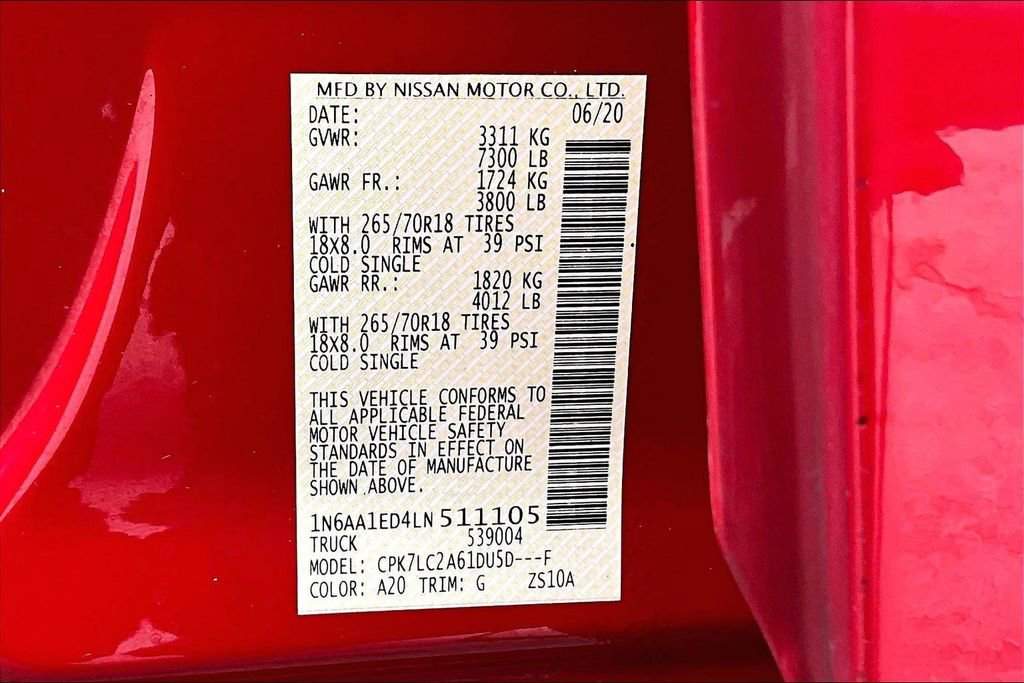 MFD BY NISSAN MOTOR CO., LTD.
DATE: 06/20
GVWR: 3311 KG
7300 LB
GAWR FR.: 1724 KG
3800 LB
WITH 265/70R18 TIRES
18X8.0 RIMS AT 39 PSI
COLD SINGLE
GAWR RR.: 1820 KG
4012 LB
WITH 265/70R18 TIRES
18X8.0 RIMS AT 39 PSI
COLD SINGLE
THIS VEHICLE CONFORMS TO
ALL APPLICABLE FEDERAL
MOTOR VEHICLE SAFETY
STANDARDS IN EFFECT ON
THE DATE OF MANUFACTURE
SHOWN ABOVE.
1N6AA1ED4LN 511105
TRUCK 539004
MODEL: CPK7LC2A61DU5D---F
COLOR: A20 TRIM: G ZS10A